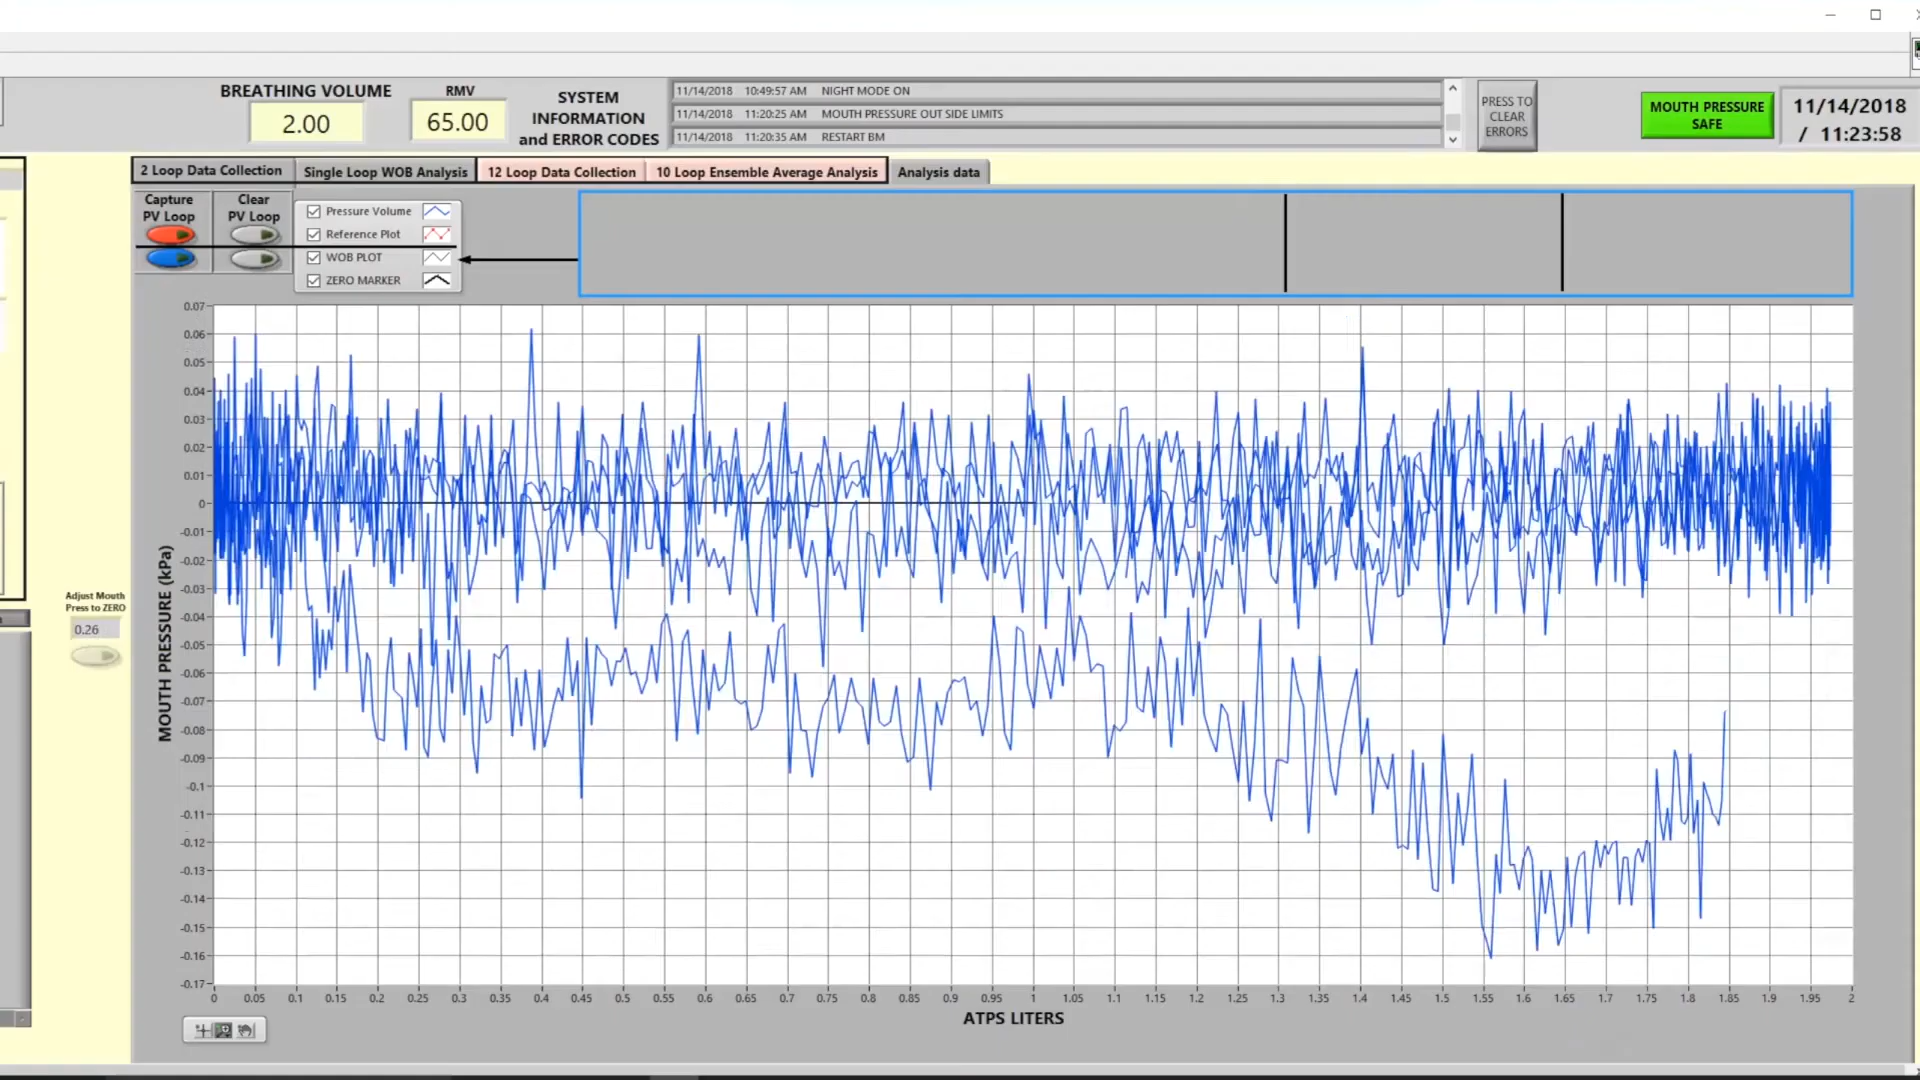 BREATHING VOLUME
2.00
RMV
65.00
SYSTEM
INFORMATION
and ERROR CODES
11/14/2018 10:49:57 AM NIGHT MODE ON
11/14/2018 11:20:25 AM MOUTH PRESSURE OUT SIDE LIMITS
11/14/2018 11:20:35 AM RESTART BM
PRESS TO
CLEAR
ERRORS
MOUTH PRESSURE
SAFE
11/14/2018
/ 11:23:58
2 Loop Data Collection
Single Loop WOB Analysis
12 Loop Data Collection
10 Loop Ensemble Average Analysis
Analysis data
Capture
PV Loop
Clear
PV Loop
Pressure Volume
Reference Plot
WOB PLOT
ZERO MARKER
Adjust Mouth
Press to ZERO
0.26
MOUTH PRESSURE (kPa)
0.07
0.06
0.05
0.04
0.03
0.02
0.01
0
-0.01
-0.02
-0.03
-0.04
-0.05
-0.06
-0.07
-0.08
-0.09
-0.1
-0.11
-0.12
-0.13
-0.14
-0.15
-0.16
-0.17
0 0.05 0.1 0.15 0.2 0.25 0.3 0.35 0.4 0.45 0.5 0.55 0.6 0.65 0.7 0.75 0.8 0.85 0.9 0.95 1 1.05 1.1 1.15 1.2 1.25 1.3 1.35 1.4 1.45 1.5 1.55 1.6 1.65 1.7 1.75 1.8 1.85 1.9 1.95 2
ATPS LITERS